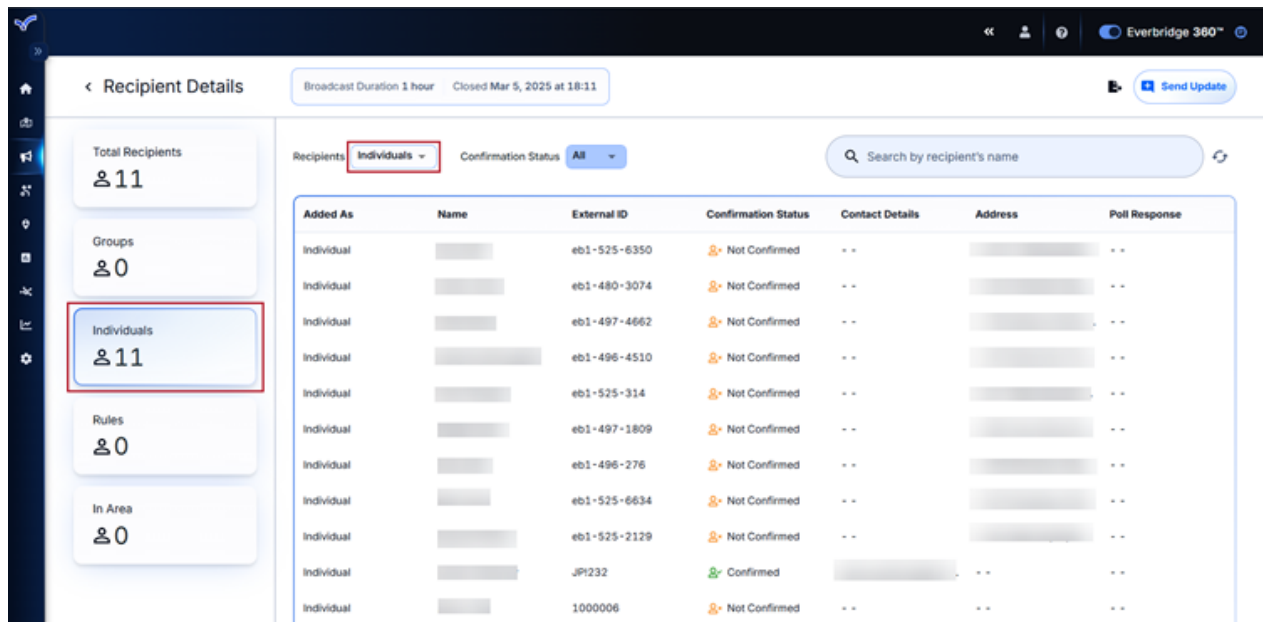 Everbridge 360™
Recipient Details
Broadcast Duration 1 hour Closed Mar 5, 2025 at 18:11
Send Update
Total Recipients
11
Groups
0
Individuals
11
Rules
0
In Area
0
Recipients Individuals Confirmation Status All Search by recipient's name
Added As Name External ID Confirmation Status Contact Details Address Poll Response
Individual eb1-525-6350 Not Confirmed - - - -
Individual eb1-480-3074 Not Confirmed - - - -
Individual eb1-497-4662 Not Confirmed - - - -
Individual eb1-496-4510 Not Confirmed - - - -
Individual eb1-525-314 Not Confirmed - - - -
Individual eb1-497-1809 Not Confirmed - - - -
Individual eb1-496-276 Not Confirmed - - - -
Individual eb1-525-6634 Not Confirmed - - - -
Individual eb1-525-2129 Not Confirmed - - - -
Individual JPI232 Confirmed - - - -
Individual 1000006 Not Confirmed - - - -